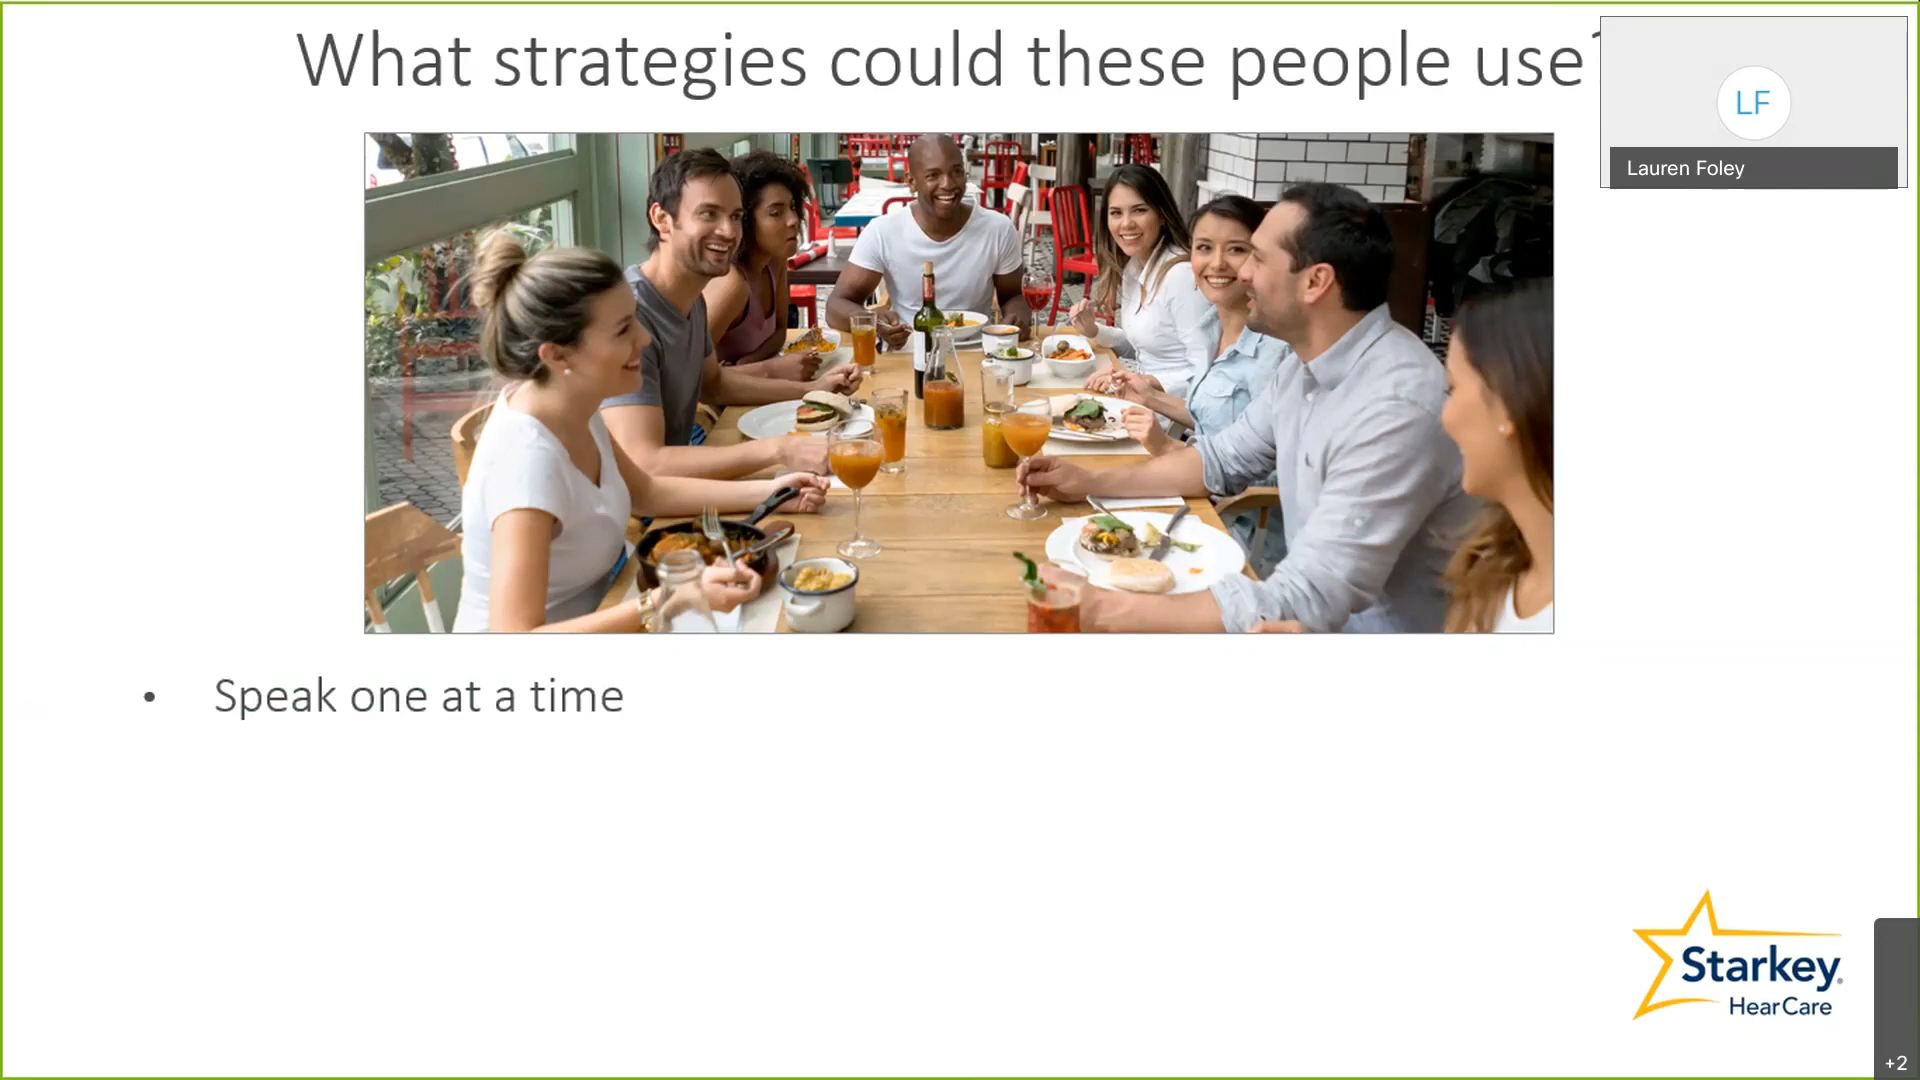 What strategies could these people use?
LF
Lauren Foley
• Speak one at a time
Starkey.
HearCare
+2